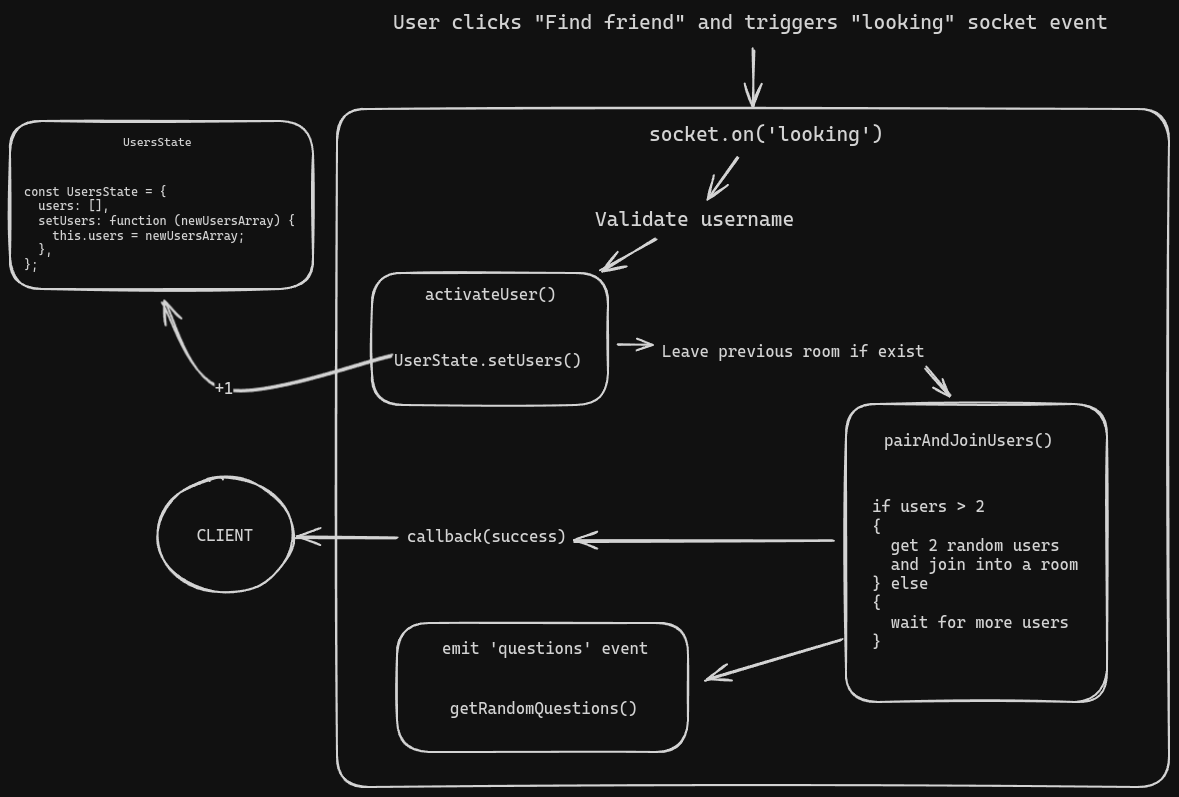 User clicks "Find friend" and triggers "looking" socket event
socket.on('looking')
Validate username
UsersState
const UsersState = {
  users: [],
  setUsers: function (newUsersArray) {
    this.users = newUsersArray;
  },
};
activateUser()
UserState.setUsers()
+1
Leave previous room if exist
pairAndJoinUsers()
if users > 2
{
  get 2 random users
  and join into a room
} else
{
  wait for more users
}
callback(success)
CLIENT
emit 'questions' event
getRandomQuestions()